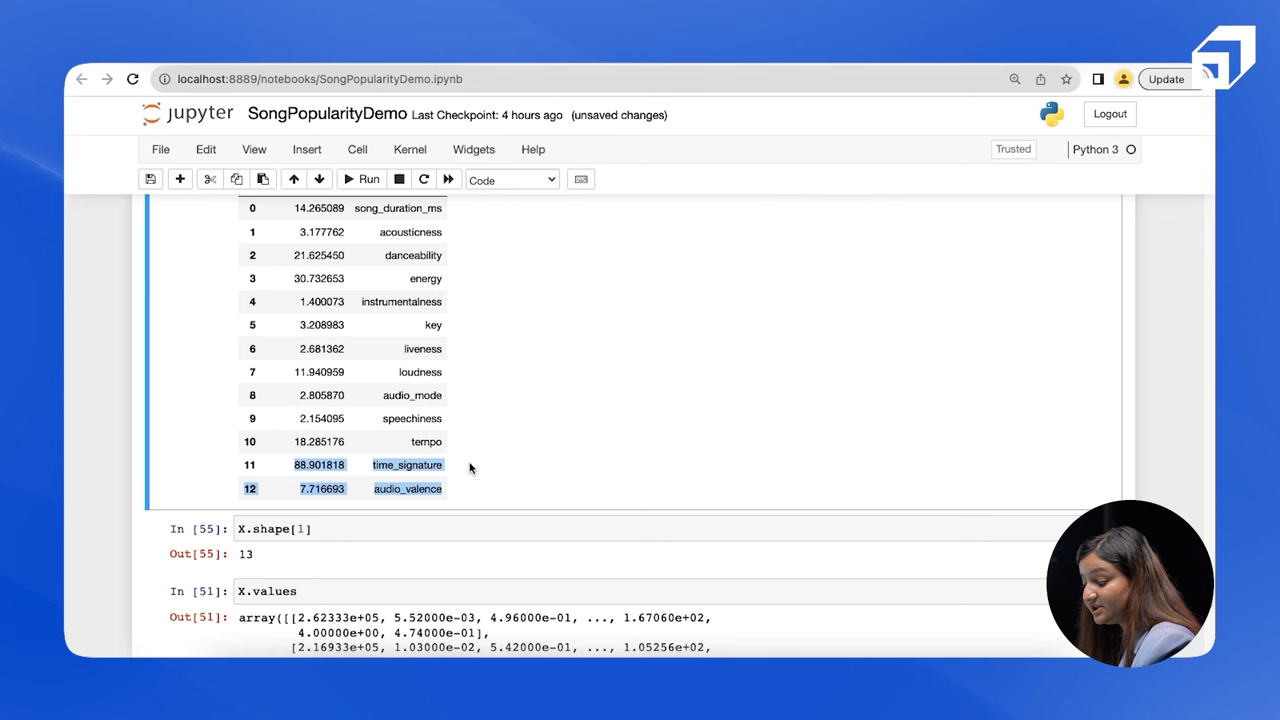 localhost:8889/notebooks/SongPopularityDemo.ipynb Update
jupyter SongPopularityDemo Last Checkpoint: 4 hours ago (unsaved changes) Logout
File Edit View Insert Cell Kernel Widgets Help Trusted Python 3
Run Code
0 14.265089 song_duration_ms
1 3.177762 acousticness
2 21.625450 danceability
3 30.732653 energy
4 1.400073 instrumentalness
5 3.208983 key
6 2.681362 liveness
7 11.940959 loudness
8 2.805870 audio_mode
9 2.154095 speechiness
10 18.285176 tempo
11 88.901818 time_signature
12 7.716693 audio_valence
In [55]: X.shape[1]
Out[55]: 13
In [51]: X.values
Out[51]: array([[2.62333e+05, 5.52000e-03, 4.96000e-01, ..., 1.67060e+02,
4.00000e+00, 4.74000e-01],
[2.16933e+05, 1.03000e-02, 5.42000e-01, ..., 1.05256e+02,